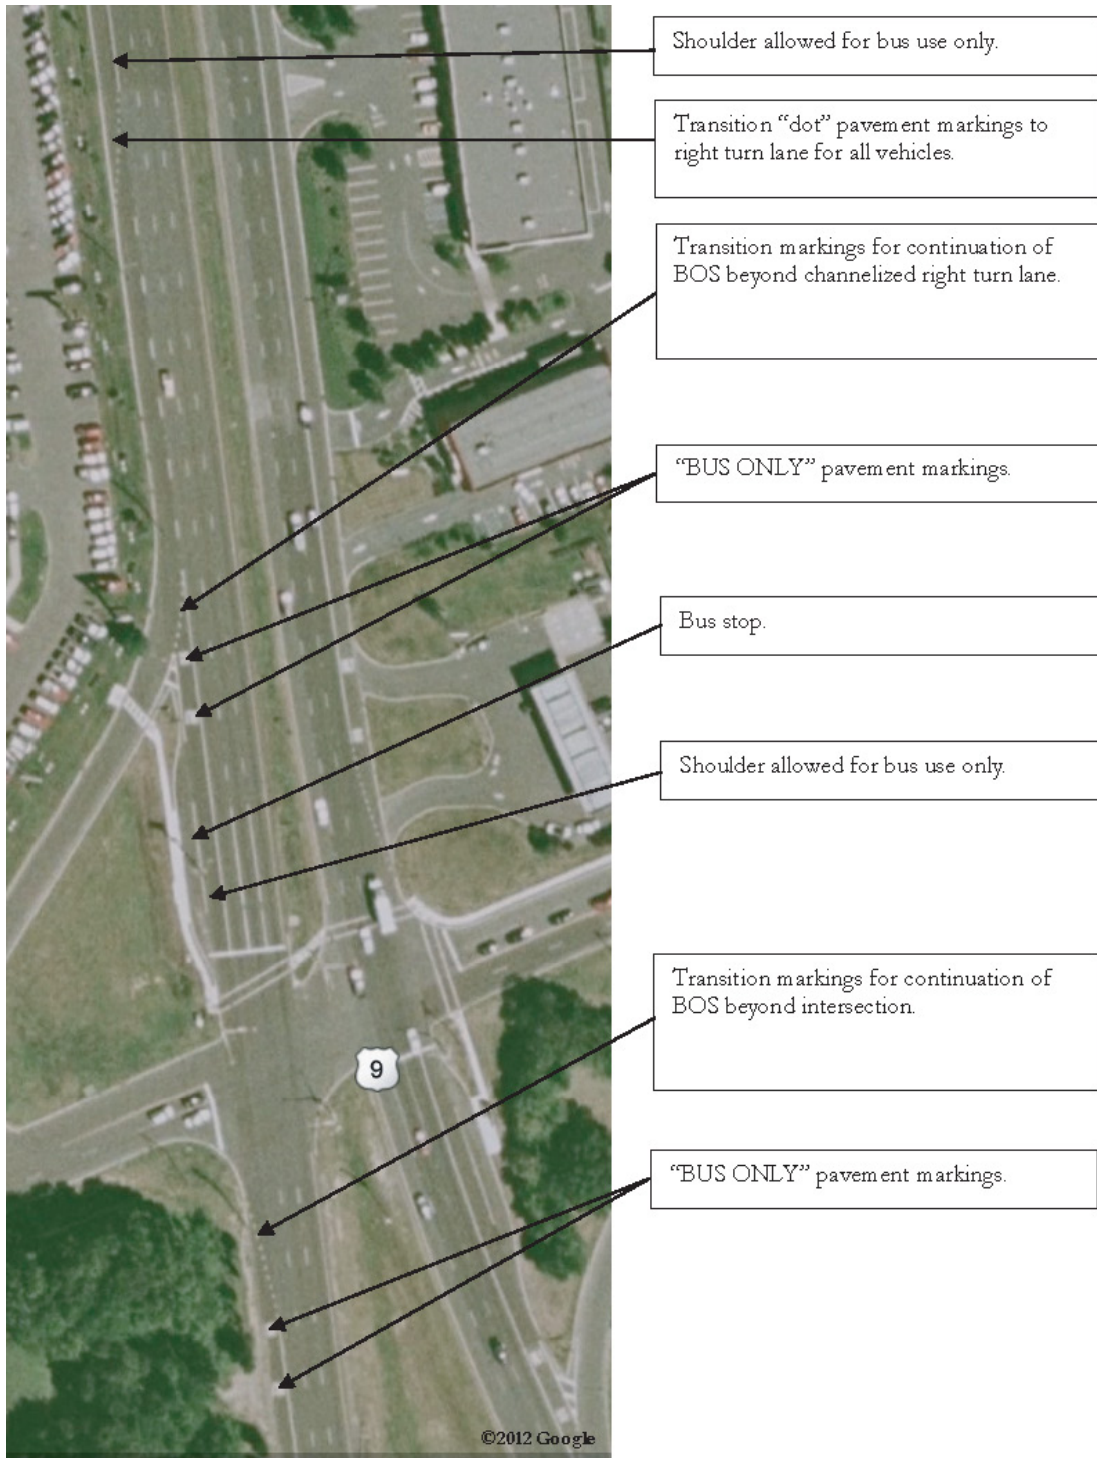 Shoulder allowed for bus use only.
Transition “dot” pavement markings to
right turn lane for all vehicles.
Transition markings for continuation of
BOS beyond channelized right turn lane.
“BUS ONLY” pavement markings.
Bus stop.
Shoulder allowed for bus use only.
Transition markings for continuation of
BOS beyond intersection.
9
“BUS ONLY” pavement markings.
©2012 Google